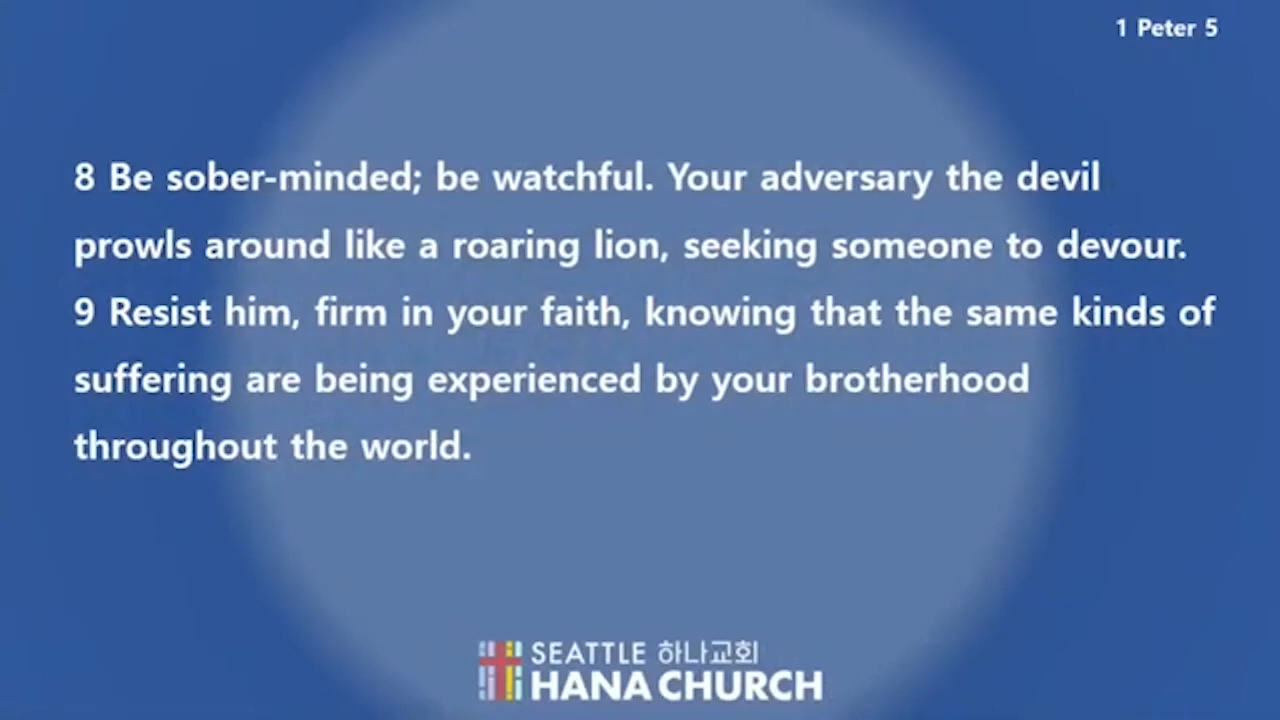 1 Peter 5
8 Be sober-minded; be watchful. Your adversary the devil
prowls around like a roaring lion, seeking someone to devour.
9 Resist him, firm in your faith, knowing that the same kinds of
suffering are being experienced by your brotherhood
throughout the world.
SEATTLE 하나교회
HANA CHURCH